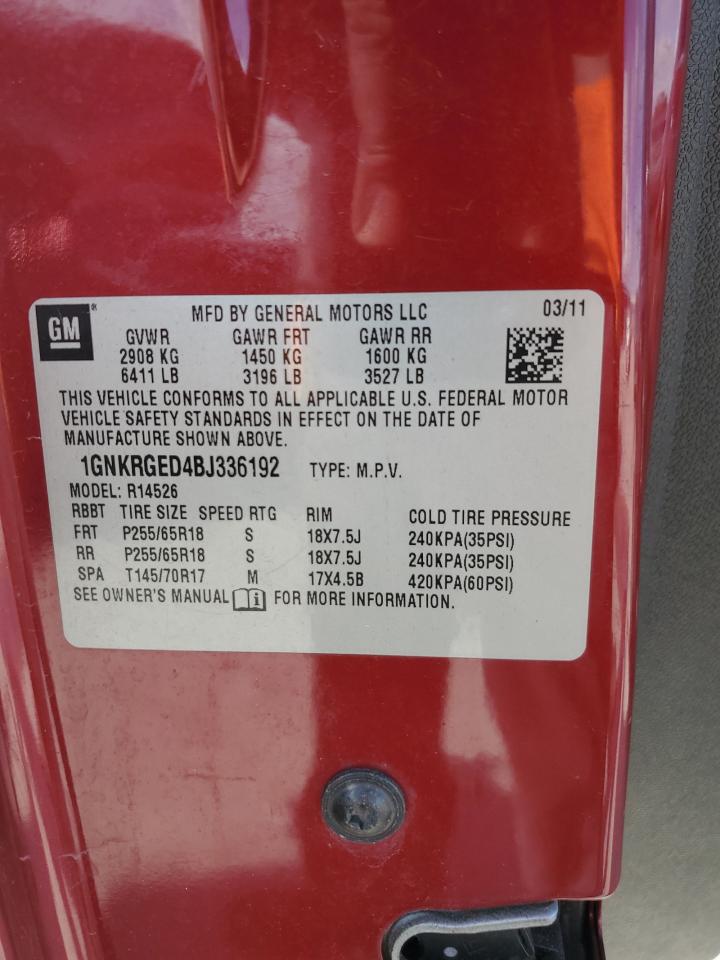 GM
MFD BY GENERAL MOTORS LLC 03/11
GVWR GAWR FRT GAWR RR
2908 KG 1450 KG 1600 KG
6411 LB 3196 LB 3527 LB
THIS VEHICLE CONFORMS TO ALL APPLICABLE U.S. FEDERAL MOTOR
VEHICLE SAFETY STANDARDS IN EFFECT ON THE DATE OF
MANUFACTURE SHOWN ABOVE.
1GNKRGED4BJ336192 TYPE: M.P.V.
MODEL: R14526
RBBT TIRE SIZE SPEED RTG RIM COLD TIRE PRESSURE
FRT P255/65R18 S 18X7.5J 240KPA(35PSI)
RR P255/65R18 S 18X7.5J 240KPA(35PSI)
SPA T145/70R17 M 17X4.5B 420KPA(60PSI)
SEE OWNER'S MANUAL i FOR MORE INFORMATION.